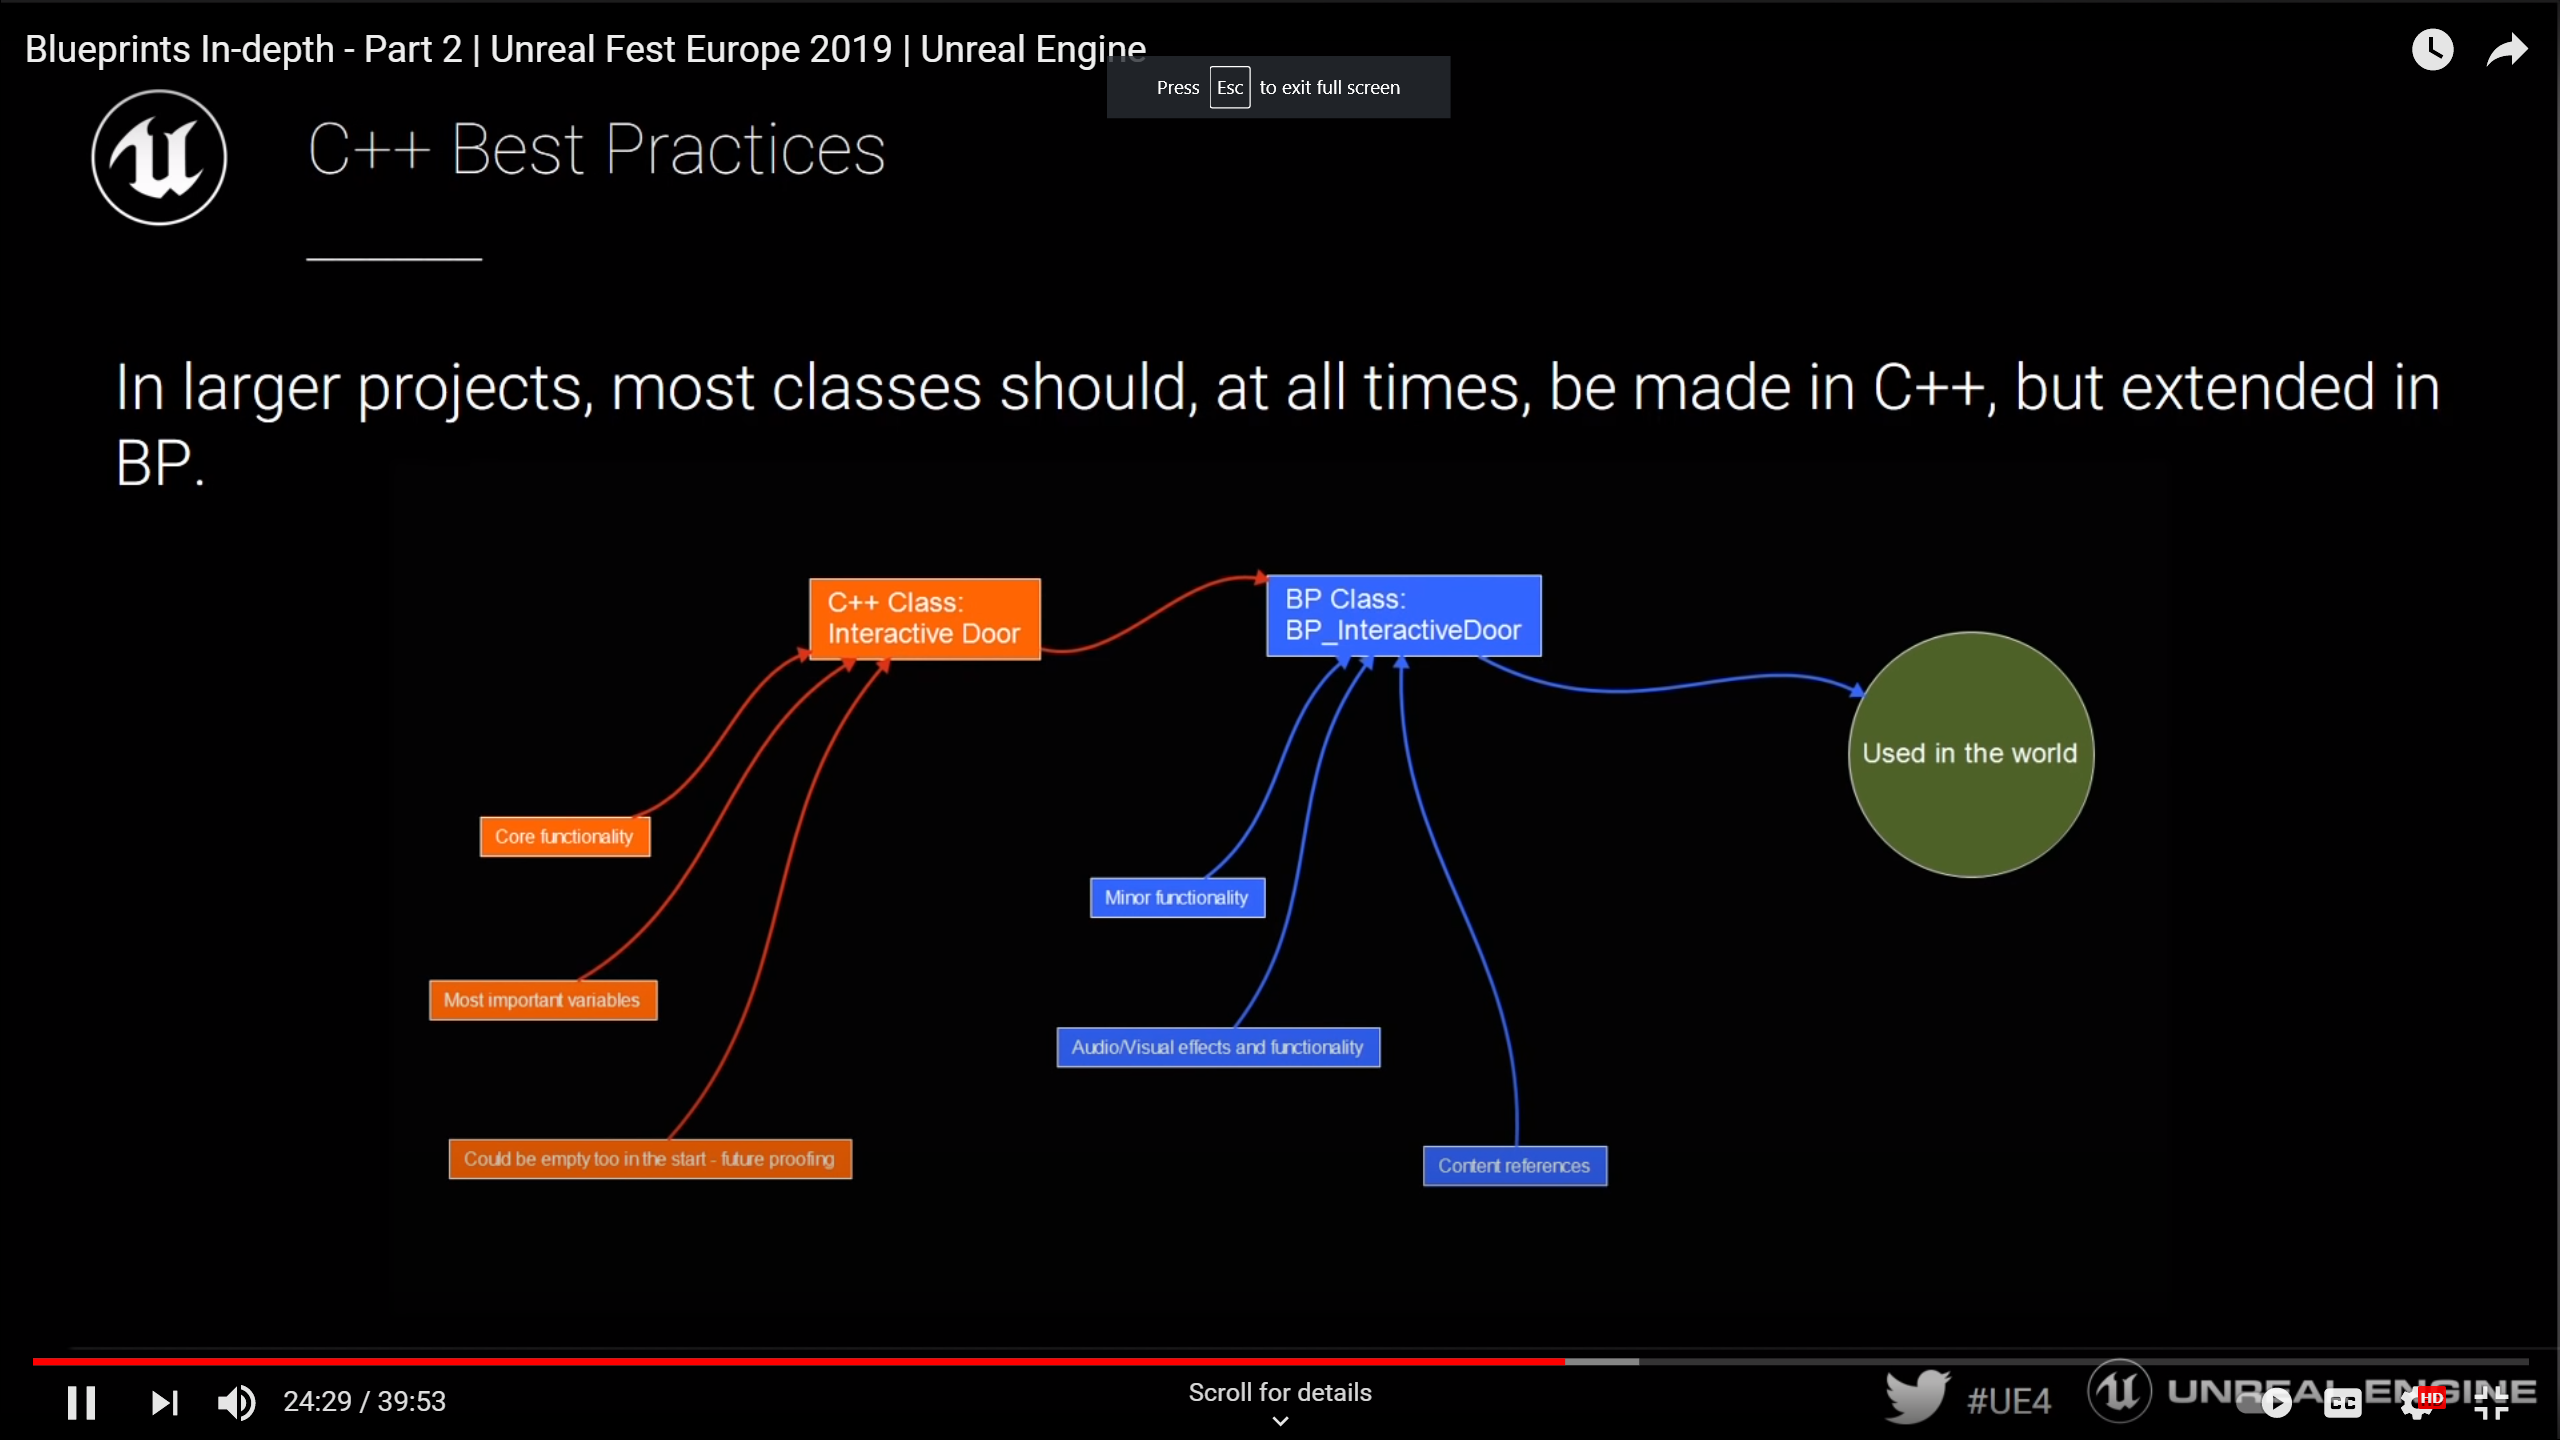 Blueprints In-depth - Part 2 | Unreal Fest Europe 2019 | Unreal Engine
Press Esc to exit full screen
C++ Best Practices
In larger projects, most classes should, at all times, be made in C++, but extended in
BP.
C++ Class:
Interactive Door
BP Class:
BP_InteractiveDoor
Used in the world
Core functionality
Minor functionality
Most important variables
Audio/Visual effects and functionality
Could be empty too in the start - future proofing
Content references
24:29 / 39:53
Scroll for details
#UE4
UNREAL ENGINE
CC
HD